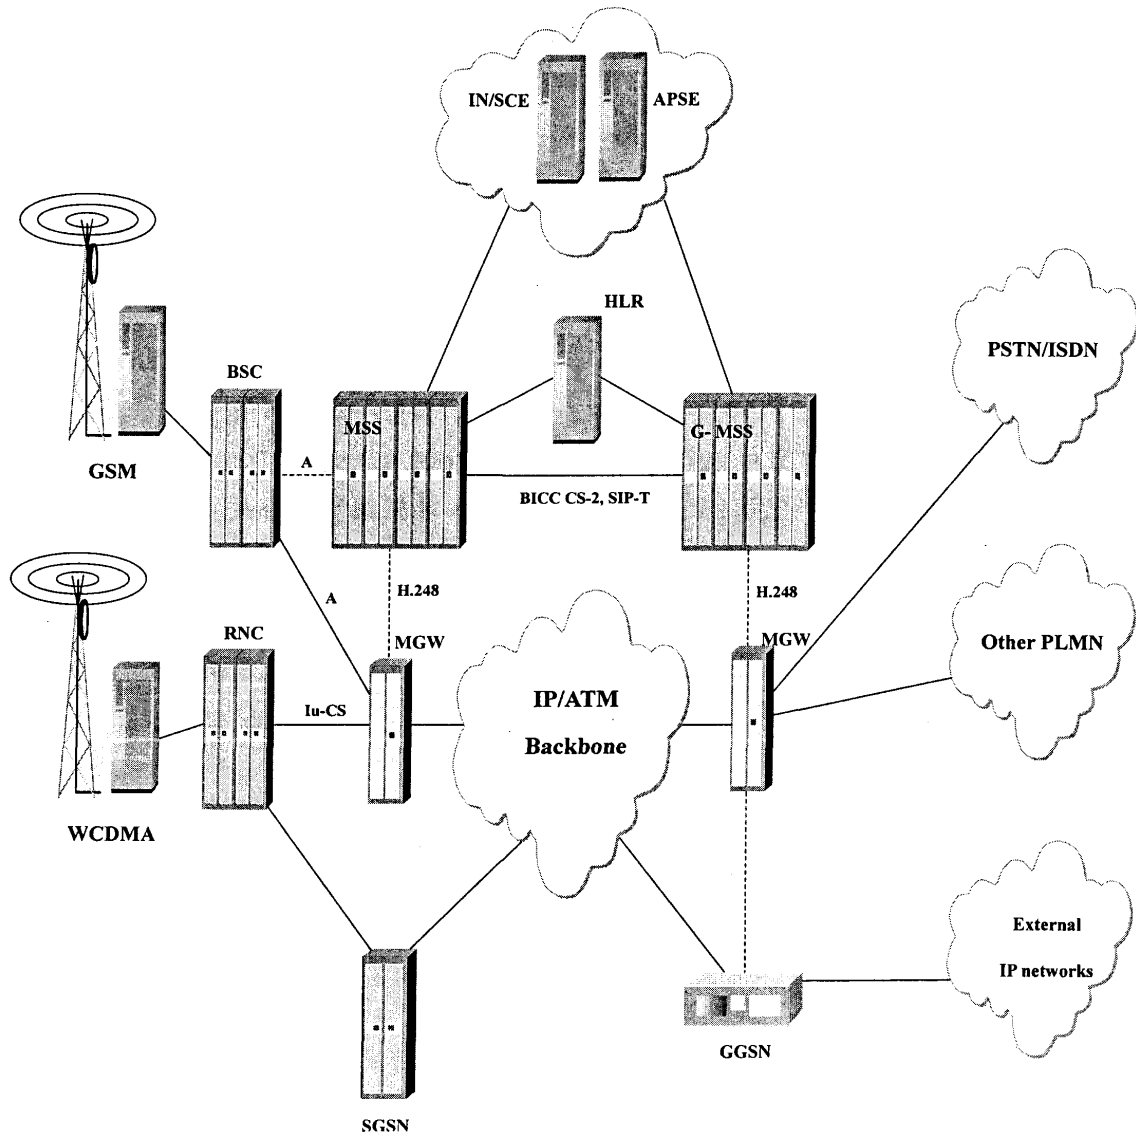 IN/SCE
APSE
HLR
PSTN/ISDN
BSC
MSS
G- MSS
GSM
A
BICC CS-2, SIP-T
H.248
H.248
A
RNC
MGW
MGW
Other PLMN
IP/ATM
Backbone
Iu-CS
WCDMA
External
IP networks
GGSN
SGSN